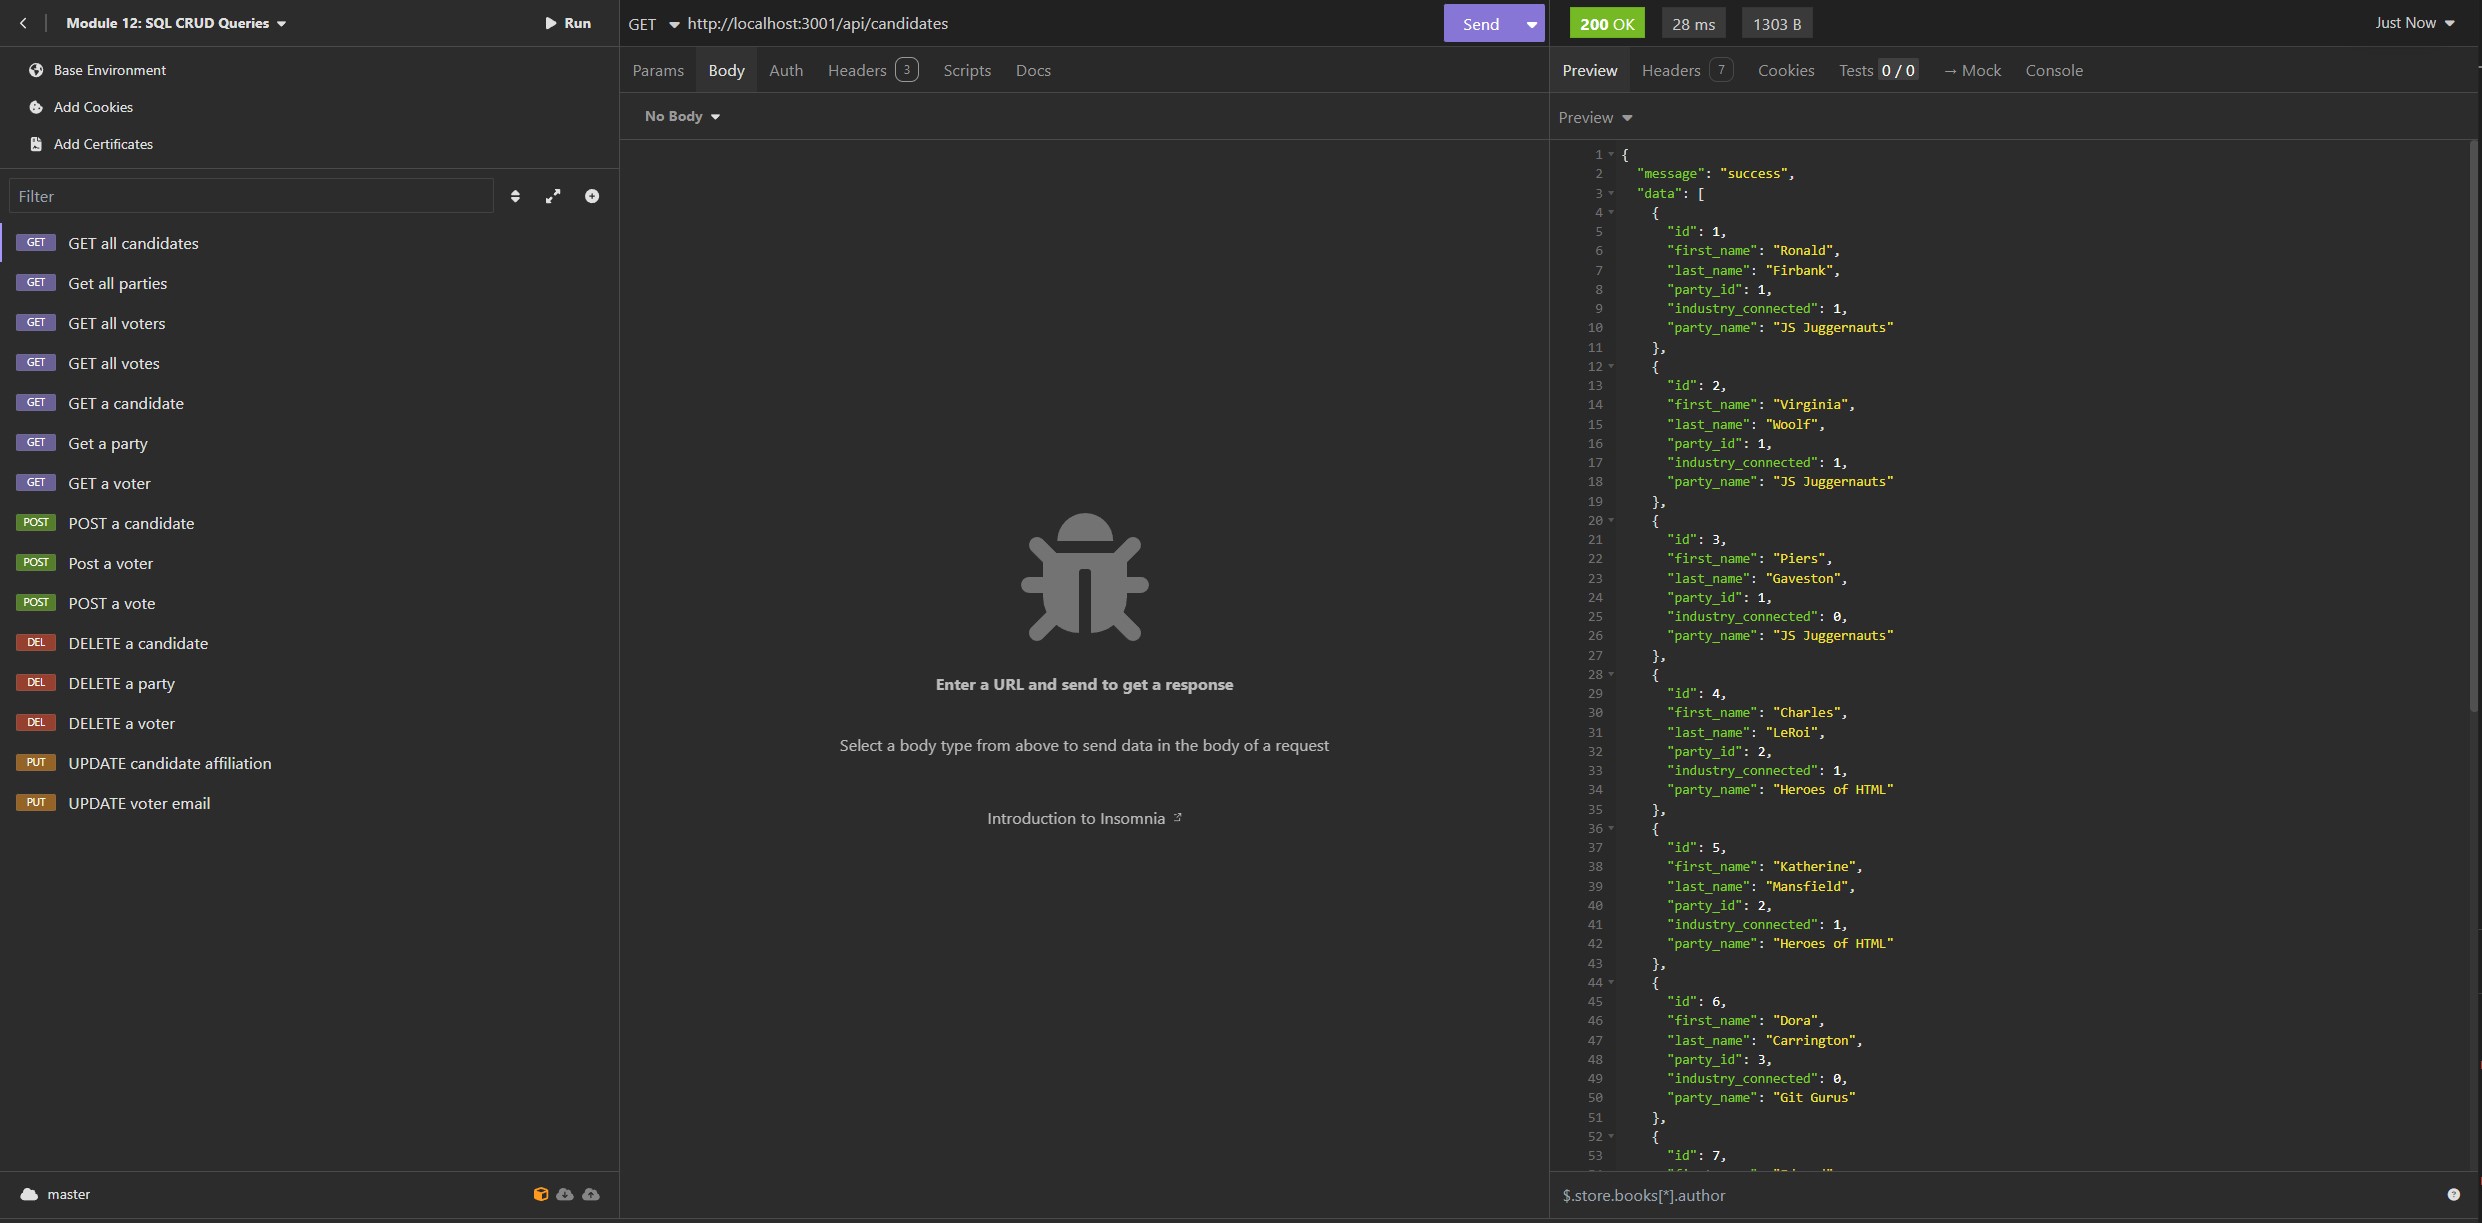 Module 12: SQL CRUD Queries
Run
Base Environment
Add Cookies
Add Certificates
Filter
GET GET all candidates
GET Get all parties
GET GET all voters
GET GET all votes
GET GET a candidate
GET Get a party
GET GET a voter
POST POST a candidate
POST Post a voter
POST POST a vote
DEL DELETE a candidate
DEL DELETE a party
DEL DELETE a voter
PUT UPDATE candidate affiliation
PUT UPDATE voter email
master
GET http://localhost:3001/api/candidates Send
Params Body Auth Headers 3 Scripts Docs
No Body
Enter a URL and send to get a response
Select a body type from above to send data in the body of a request
Introduction to Insomnia
200 OK 28 ms 1303 B Just Now
Preview Headers 7 Cookies Tests 0 / 0 → Mock Console
Preview
1 {
2 "message": "success",
3 "data": [
4 {
5 "id": 1,
6 "first_name": "Ronald",
7 "last_name": "Firbank",
8 "party_id": 1,
9 "industry_connected": 1,
10 "party_name": "JS Juggernauts"
11 },
12 {
13 "id": 2,
14 "first_name": "Virginia",
15 "last_name": "Woolf",
16 "party_id": 1,
17 "industry_connected": 1,
18 "party_name": "JS Juggernauts"
19 },
20 {
21 "id": 3,
22 "first_name": "Piers",
23 "last_name": "Gaveston",
24 "party_id": 1,
25 "industry_connected": 0,
26 "party_name": "JS Juggernauts"
27 },
28 {
29 "id": 4,
30 "first_name": "Charles",
31 "last_name": "LeRoi",
32 "party_id": 2,
33 "industry_connected": 1,
34 "party_name": "Heroes of HTML"
35 },
36 {
37 "id": 5,
38 "first_name": "Katherine",
39 "last_name": "Mansfield",
40 "party_id": 2,
41 "industry_connected": 1,
42 "party_name": "Heroes of HTML"
43 },
44 {
45 "id": 6,
46 "first_name": "Dora",
47 "last_name": "Carrington",
48 "party_id": 3,
49 "industry_connected": 0,
50 "party_name": "Git Gurus"
51 },
52 {
53 "id": 7,
$.store.books[*].author